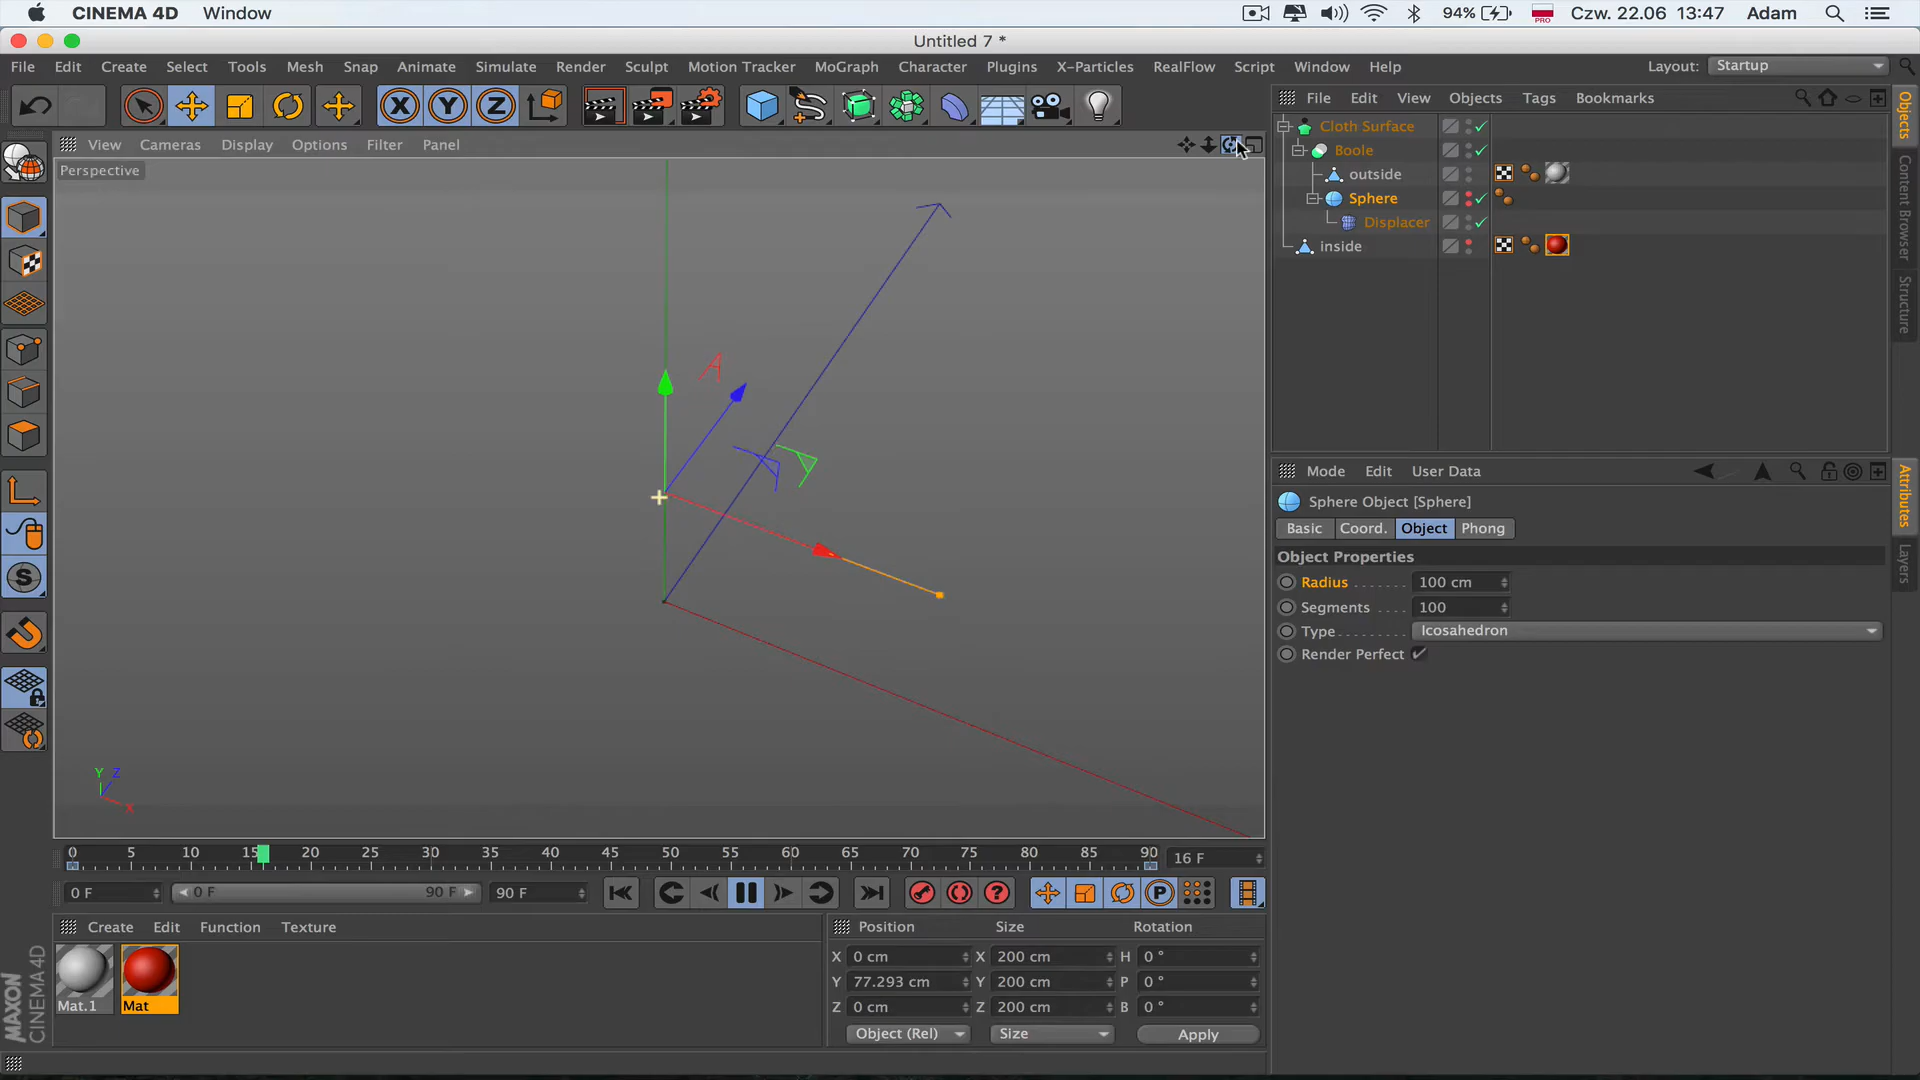 CINEMA 4D Window 94% PRO Czw. 22.06 13:47 Adam
Untitled 7 *
File Edit Create Select Tools Mesh Snap Animate Simulate Render Sculpt Motion Tracker MoGraph Character Plugins X-Particles RealFlow Script Window Help Layout: Startup
X Y Z
File Edit View Objects Tags Bookmarks
View Cameras Display Options Filter Panel
Perspective
Cloth Surface
Boole
outside
Sphere
Displacer
inside
Objects
Content Browser
Structure
Mode Edit User Data
Sphere Object [Sphere]
Basic Coord. Object Phong
Object Properties
Radius 100 cm
Segments 100
Type Icosahedron
Render Perfect
Attributes
Layers
S
Y Z
X
0 5 10 15 20 25 30 35 40 45 50 55 60 65 70 75 80 85 90 16 F
0 F 0 F 90 F 90 F ? P
Create Edit Function Texture
Mat.1 Mat
Position Size Rotation
X 0 cm X 200 cm H 0 °
Y 77.293 cm Y 200 cm P 0 °
Z 0 cm Z 200 cm B 0 °
Object (Rel) Size Apply
MAXON
CINEMA 4D